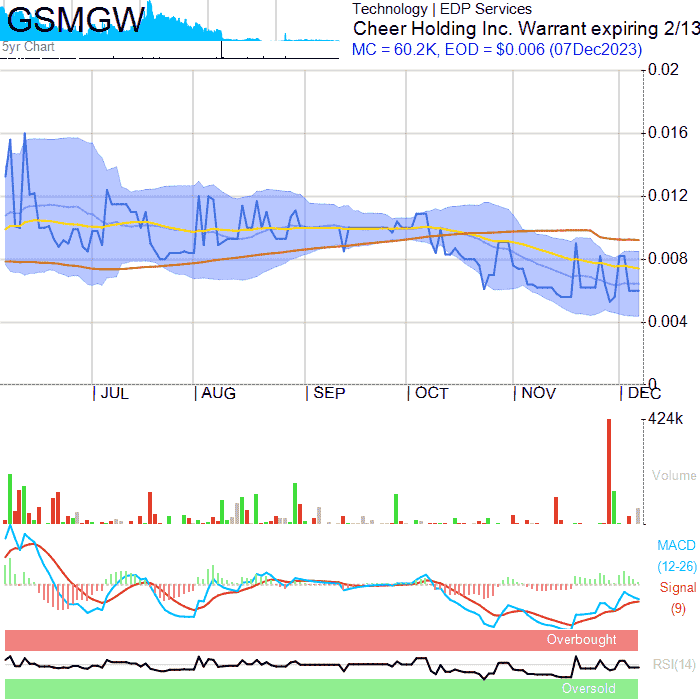 GSMGW
Technology | EDP Services
Cheer Holding Inc. Warrant expiring 2/13
MC = 60.2K, EOD = $0.006 (07Dec2023)
5yr Chart
0.02
0.016
0.012
0.008
0.004
0
JUL AUG SEP OCT NOV DEC
424k
Volume
MACD
(12-26)
Signal
(9)
Overbought
RSI(14)
Oversold